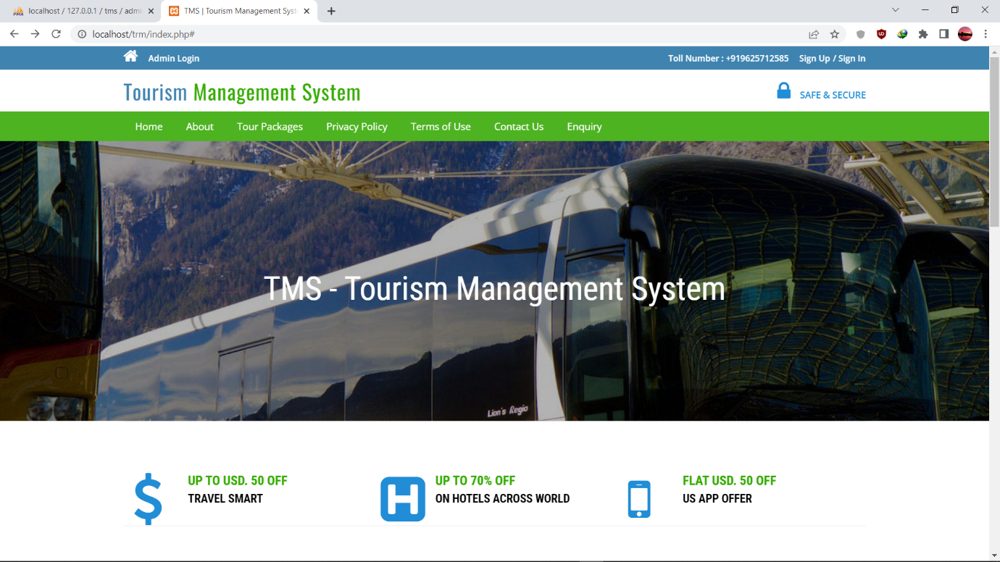 localhost / 127.0.0.1 / tms / admi
TMS | Tourism Management Syst
localhost/trm/index.php#
Admin Login
Toll Number : +919625712585 Sign Up / Sign In
Tourism Management System
SAFE & SECURE
Home About Tour Packages Privacy Policy Terms of Use Contact Us Enquiry
TMS - Tourism Management System
Lion's Regio
UP TO USD. 50 OFF
TRAVEL SMART
UP TO 70% OFF
ON HOTELS ACROSS WORLD
FLAT USD. 50 OFF
US APP OFFER